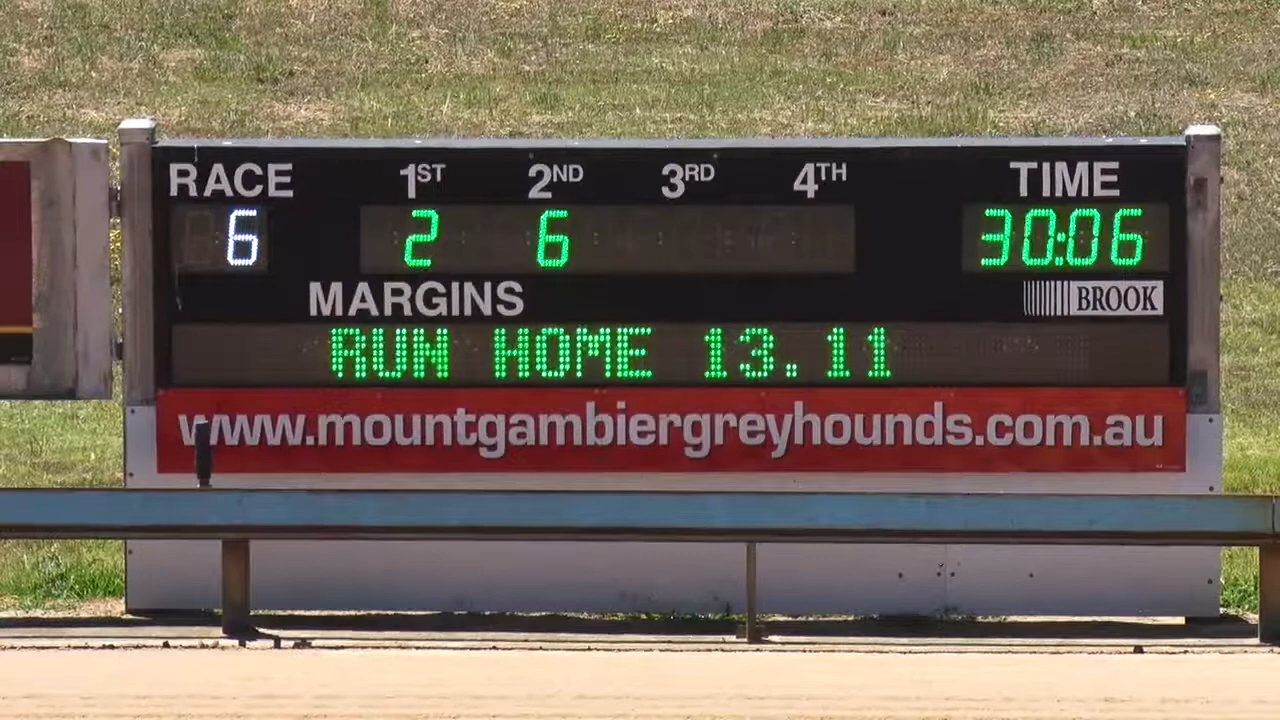 RACE 1ST 2ND 3RD 4TH TIME
6 2 6 30:06
MARGINS BROOK
RUN HOME 13.11
www.mountgambiergreyhounds.com.au